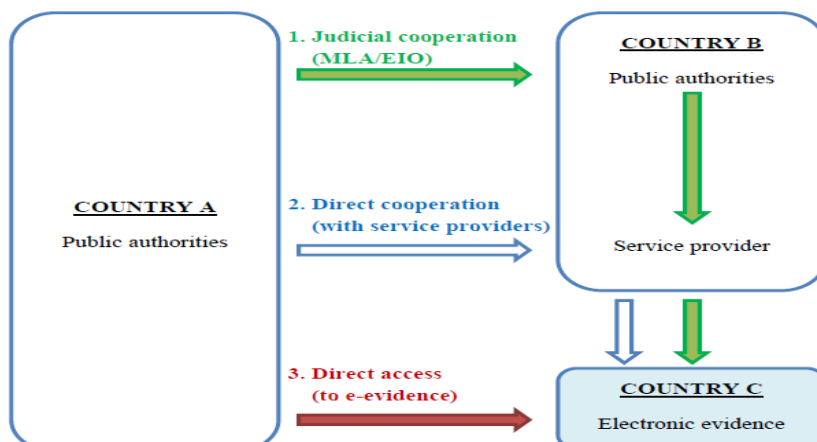 COUNTRY A
Public authorities
1. Judicial cooperation
(MLA/EIO)
2. Direct cooperation
(with service providers)
3. Direct access
(to e-evidence)
COUNTRY B
Public authorities
Service provider
COUNTRY C
Electronic evidence